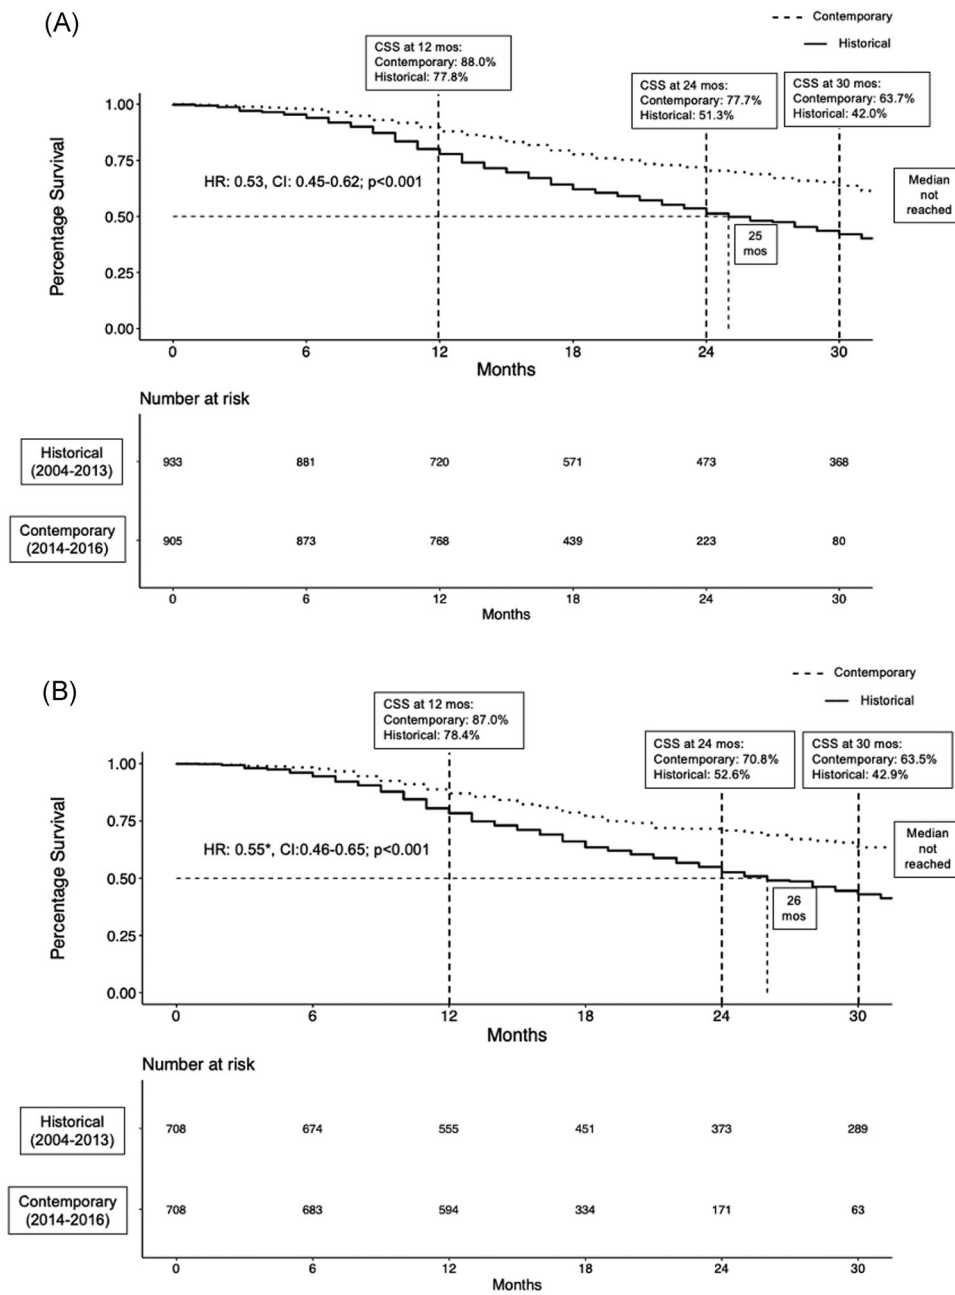 (A)
Contemporary
Historical
CSS at 12 mos:
Contemporary: 88.0%
Historical: 77.8%
CSS at 24 mos:
Contemporary: 77.7%
Historical: 51.3%
CSS at 30 mos:
Contemporary: 63.7%
Historical: 42.0%
Percentage Survival
1.00
0.75
0.50
0.25
0.00
HR: 0.53, CI: 0.45-0.62; p<0.001
Median
not
reached
25
mos
0 6 12 18 24 30
Months
Number at risk
Historical
(2004-2013)
933 881 720 571 473 368
Contemporary
(2014-2016)
905 873 768 439 223 80
0 6 12 18 24 30
Months
(B)
Contemporary
Historical
CSS at 12 mos:
Contemporary: 87.0%
Historical: 78.4%
CSS at 24 mos:
Contemporary: 70.8%
Historical: 52.6%
CSS at 30 mos:
Contemporary: 63.5%
Historical: 42.9%
Percentage Survival
1.00
0.75
0.50
0.25
0.00
HR: 0.55*, CI:0.46-0.65; p<0.001
Median
not
reached
26
mos
0 6 12 18 24 30
Months
Number at risk
Historical
(2004-2013)
708 674 555 451 373 289
Contemporary
(2014-2016)
708 683 594 334 171 63
0 6 12 18 24 30
Months